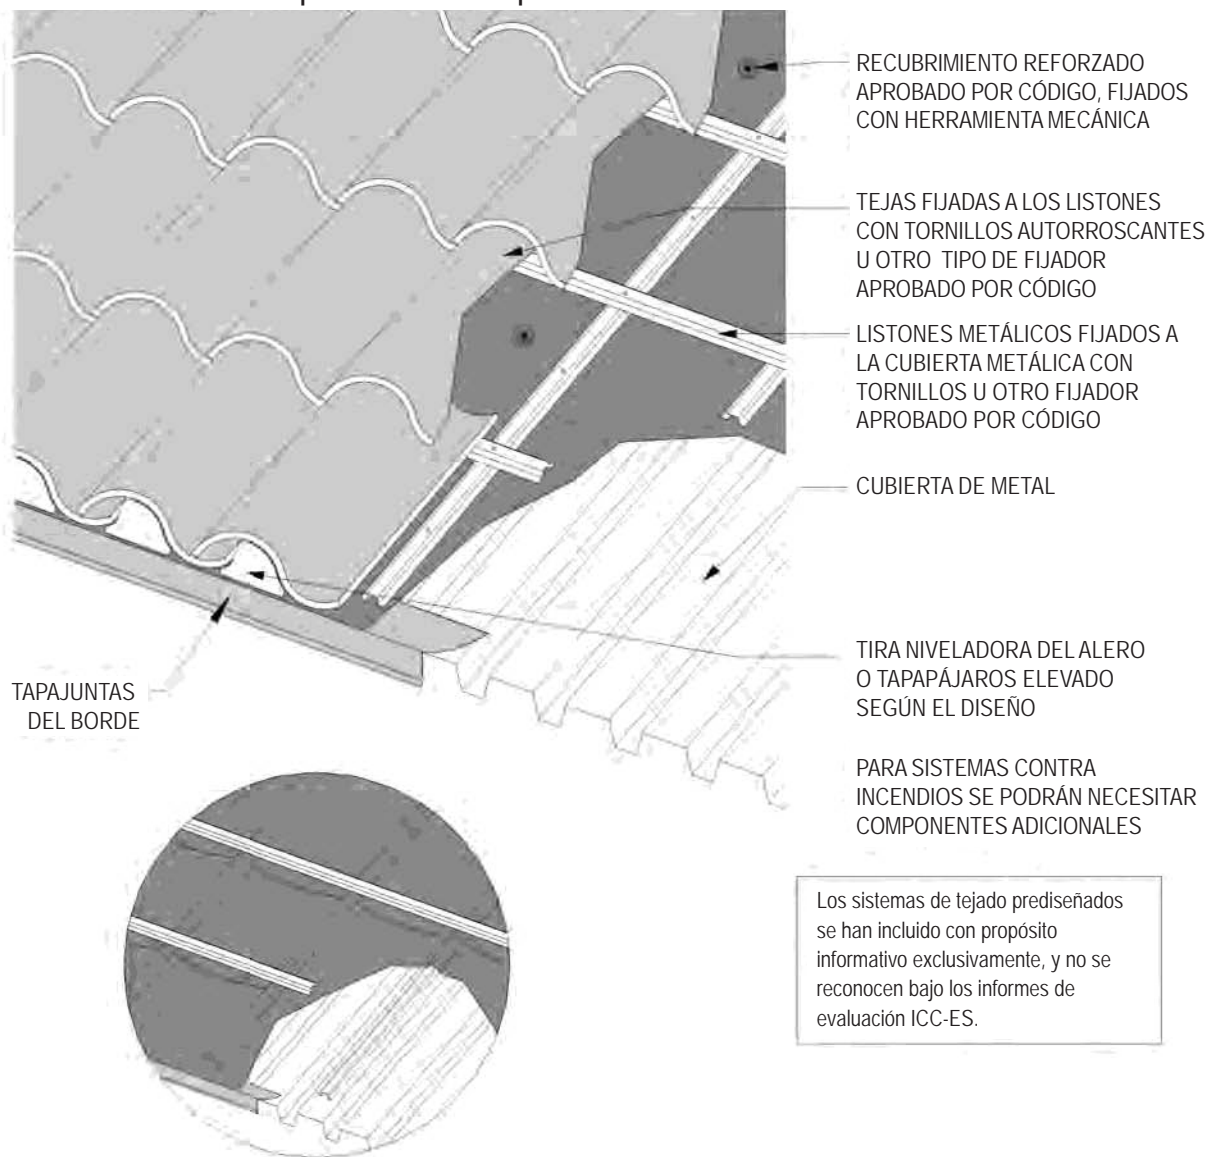 RECUBRIMIENTO REFORZADO
APROBADO POR CÓDIGO, FIJADOS
CON HERRAMIENTA MECÁNICA
TEJAS FIJADAS A LOS LISTONES
CON TORNILLOS AUTORROSCANTES
U OTRO TIPO DE FIJADOR
APROBADO POR CÓDIGO
LISTONES METÁLICOS FIJADOS A
LA CUBIERTA METÁLICA CON
TORNILLOS U OTRO FIJADOR
APROBADO POR CÓDIGO
CUBIERTA DE METAL
TIRA NIVELADORA DEL ALERO
O TAPAPÁJAROS ELEVADO
SEGÚN EL DISEÑO
TAPAJUNTAS
DEL BORDE
PARA SISTEMAS CONTRA
INCENDIOS SE PODRÁN NECESITAR
COMPONENTES ADICIONALES
Los sistemas de tejado prediseñados
se han incluido con propósito
informativo exclusivamente, y no se
reconocen bajo los informes de
evaluación ICC-ES.